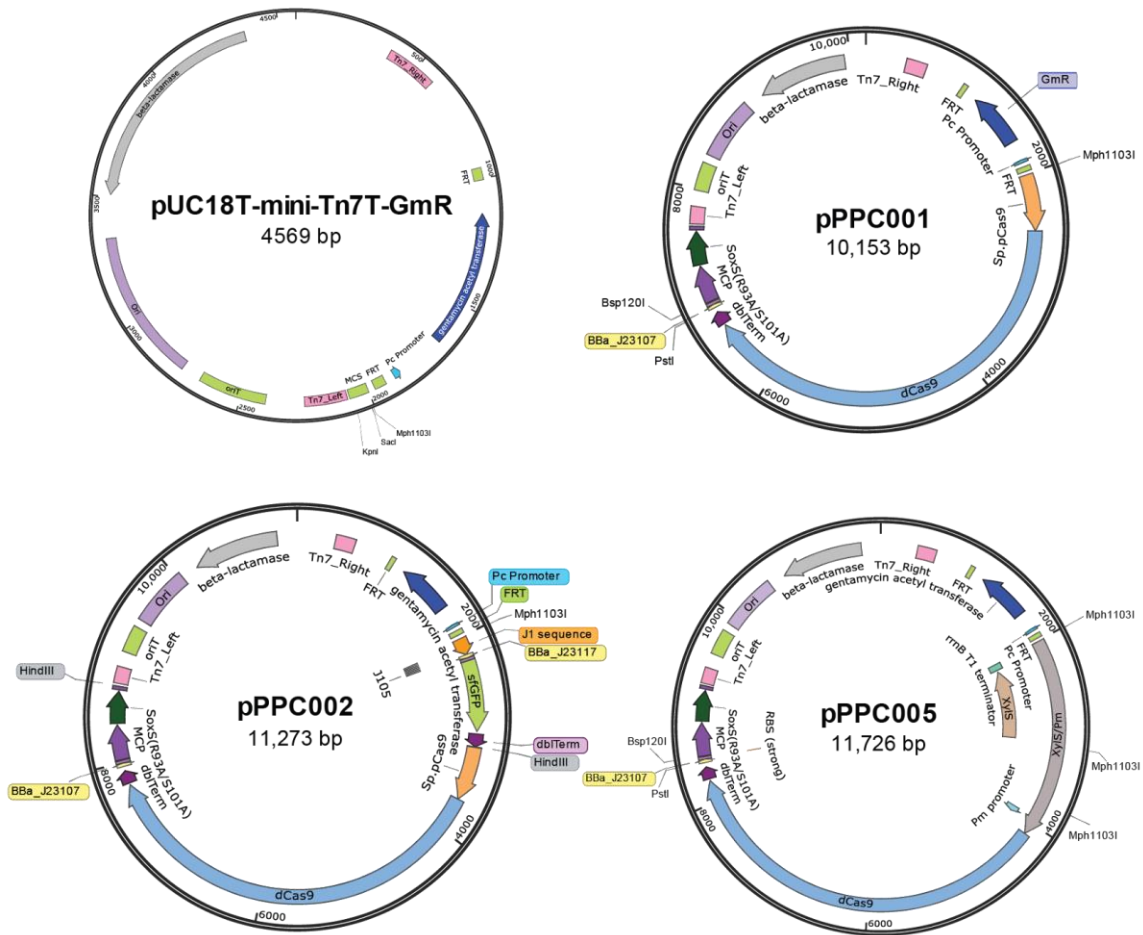 4500
500
Tn7_Right
1000
FRT
gentamycin acetyl transferase
1500
Pc Promoter
2000
FRT
MCS
Tn7_Left
Mph1103I
SacI
KpnI
2500
oriT
3000
Ori
3500
beta-lactamase
4000
pUC18T-mini-Tn7T-GmR
4569 bp
10,000
Tn7_Right
beta-lactamase
FRT
GmR
Pc Promoter
2000
Mph1103I
FRT
Sp.pCas9
4000
dCas9
6000
dblTerm
PstI
BBa_J23107
Bsp120I
MCP
SoxS(R93A/S101A)
Tn7_Left
8000
oriT
Ori
pPPC001
10,153 bp
10,000
beta-lactamase
Tn7_Right
FRT
gentamycin acetyl transferase
2000
Pc Promoter
FRT
Mph1103I
J1 sequence
BBa_J23117
J105
sfGFP
dblTerm
HindIII
Sp.pCas9
4000
dCas9
6000
8000
dblTerm
BBa_J23107
MCP
SoxS(R93A/S101A)
HindIII
Tn7_Left
oriT
Ori
pPPC002
11,273 bp
10,000
beta-lactamase
Tn7_Right
gentamycin acetyl transferase
FRT
2000
Mph1103I
Pc Promoter
FRT
rrnB T1 terminator
XylS
XylS/Pm
Mph1103I
Pm promoter
4000
Mph1103I
dCas9
6000
8000
dblTerm
PstI
BBa_J23107
Bsp120I
RBS (strong)
MCP
SoxS(R93A/S101A)
Tn7_Left
oriT
Ori
pPPC005
11,726 bp